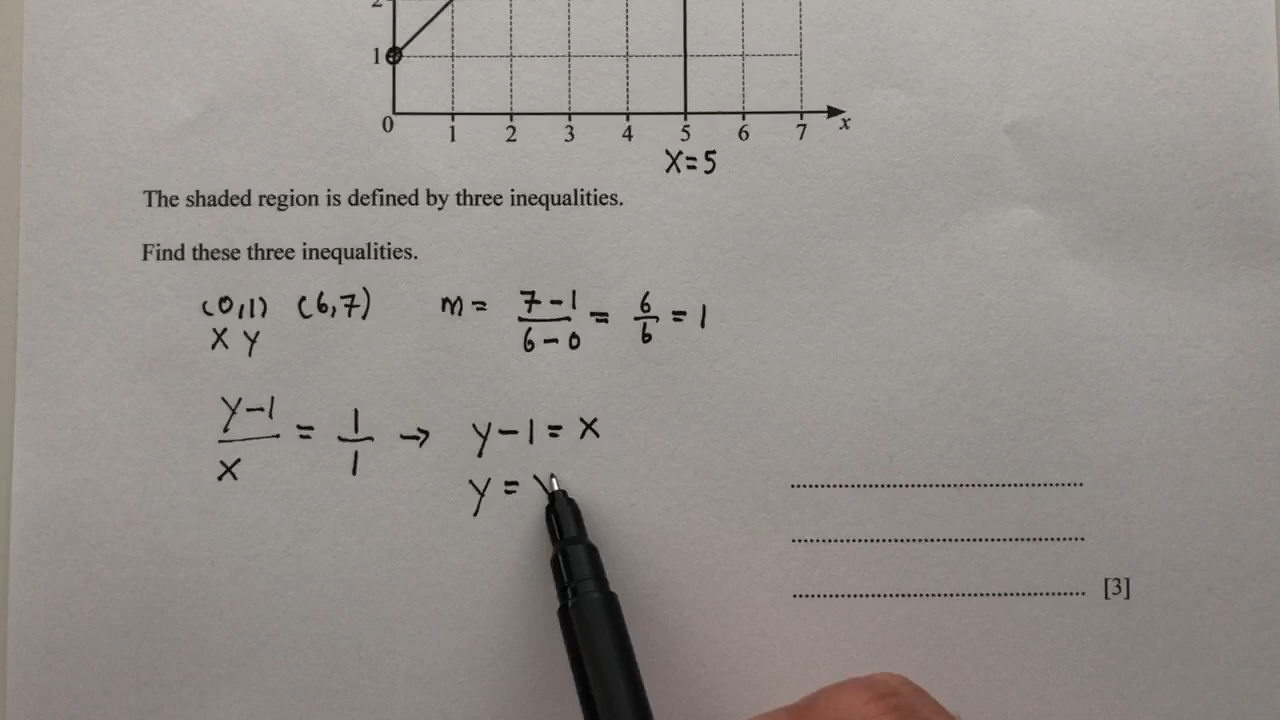 2
1
0 1 2 3 4 5 6 7 x
X=5
The shaded region is defined by three inequalities.
Find these three inequalities.
(0,1) (6,7) m = 7-1/6-0 = 6/6 = 1
X Y
y-1/x = 1/1 → y-1 = x
y = x
[3]